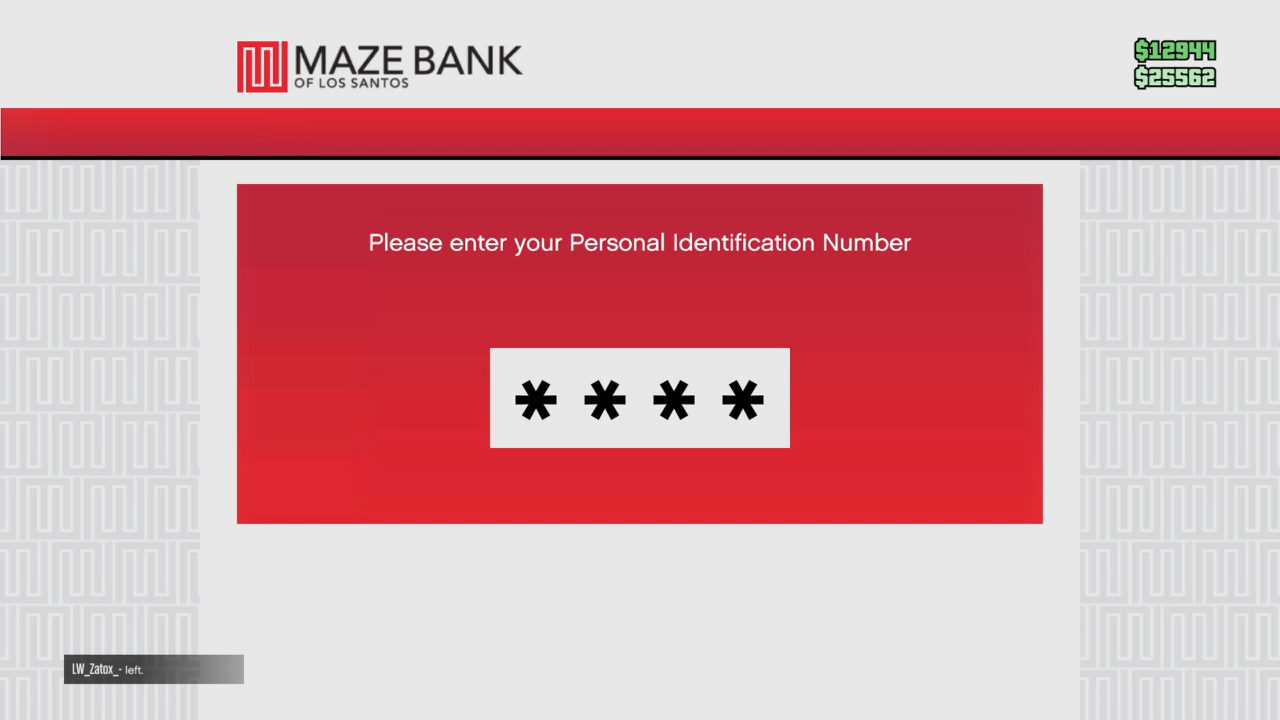 MAZE BANK
OF LOS SANTOS
$12944
$25562
Please enter your Personal Identification Number
* * * *
LW_Zatox_- left.